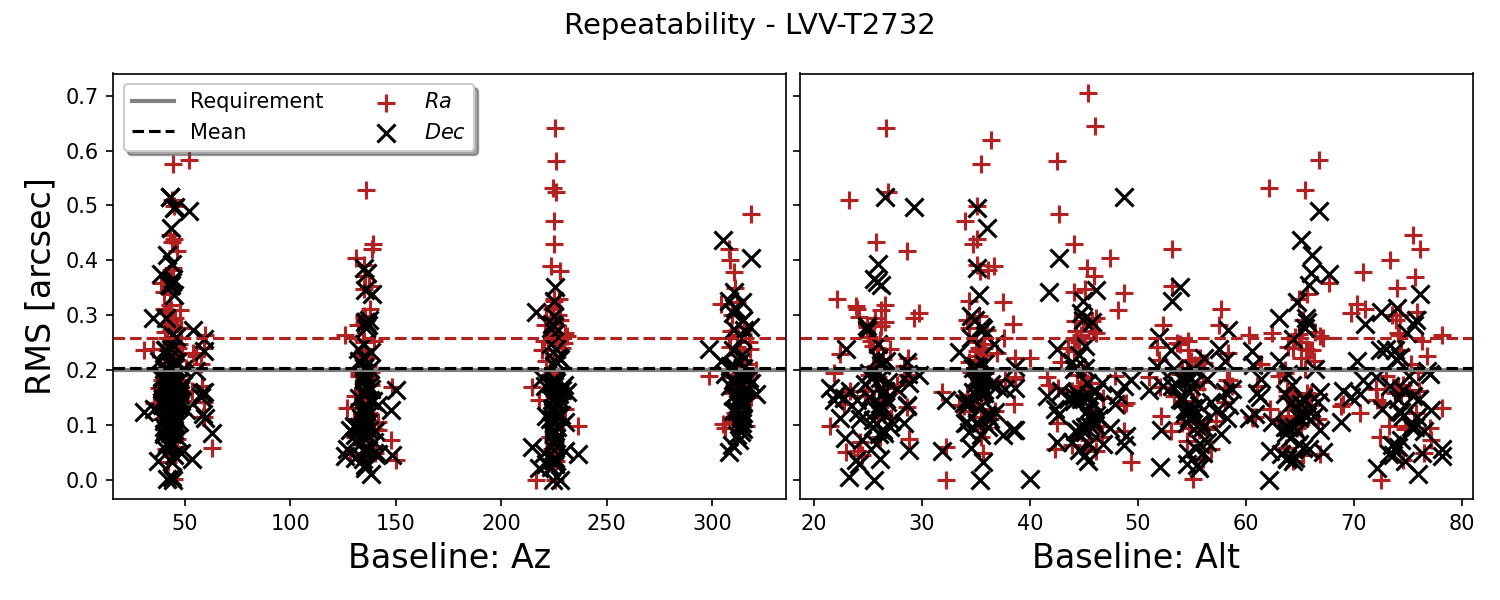 Repeatability - LVV-T2732
Requirement
Mean
Ra
Dec
RMS [arcsec]
0.7
0.6
0.5
0.4
0.3
0.2
0.1
0.0
50 100 150 200 250 300
Baseline: Az
20 30 40 50 60 70 80
Baseline: Alt